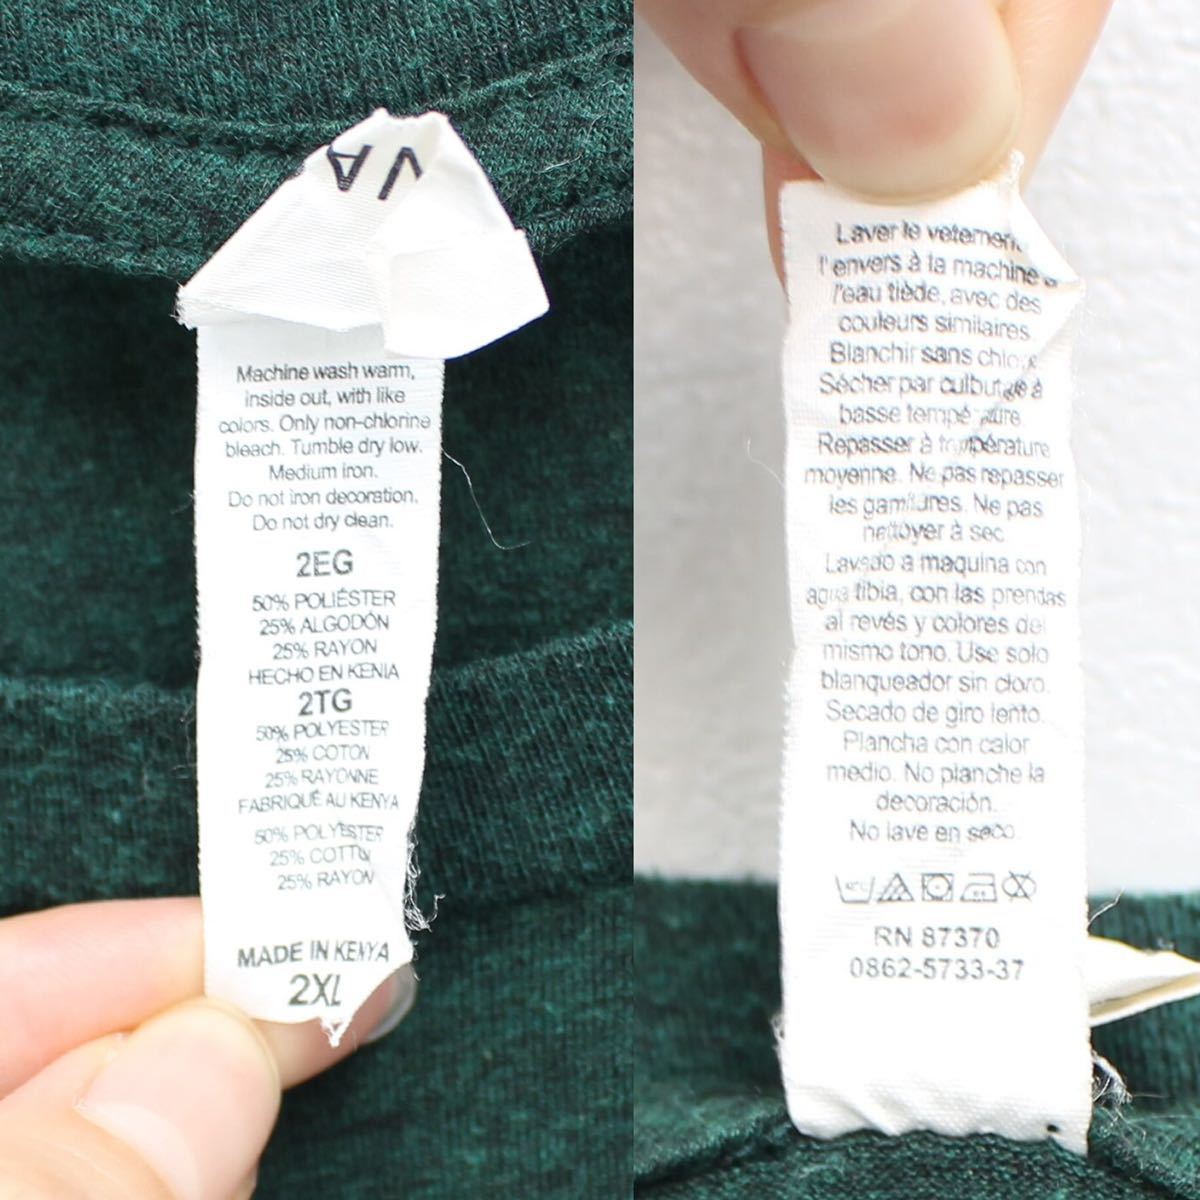 VA
Machine wash warm,
inside out, with like
colors. Only non-chlorine
bleach. Tumble dry low.
Medium iron.
Do not iron decoration.
Do not dry clean.
2EG
50% POLIÉSTER
25% ALGODÓN
25% RAYON
HECHO EN KENIA
2TG
50% POLYESTER
25% COTON
25% RAYONNE
FABRIQUÉ AU KENYA
50% POLYESTER
25% COTTON
25% RAYON
MADE IN KENYA
2XL
Laver le vetement
l'envers à la machine à
l'eau tiède, avec des
couleurs similaires.
Blanchir sans chlore.
Sécher par culbutage à
basse température.
Repasser à température
moyenne. Ne pas repasser
les garnitures. Ne pas
nettoyer à sec.
Lavado a maquina con
agua tibia, con las prendas
al revés y colores del
mismo tono. Use solo
blanqueador sin cloro.
Secado de giro lento.
Plancha con calor
medio. No planche la
decoración.
No lave en seco.
RN 87370
0862-5733-37